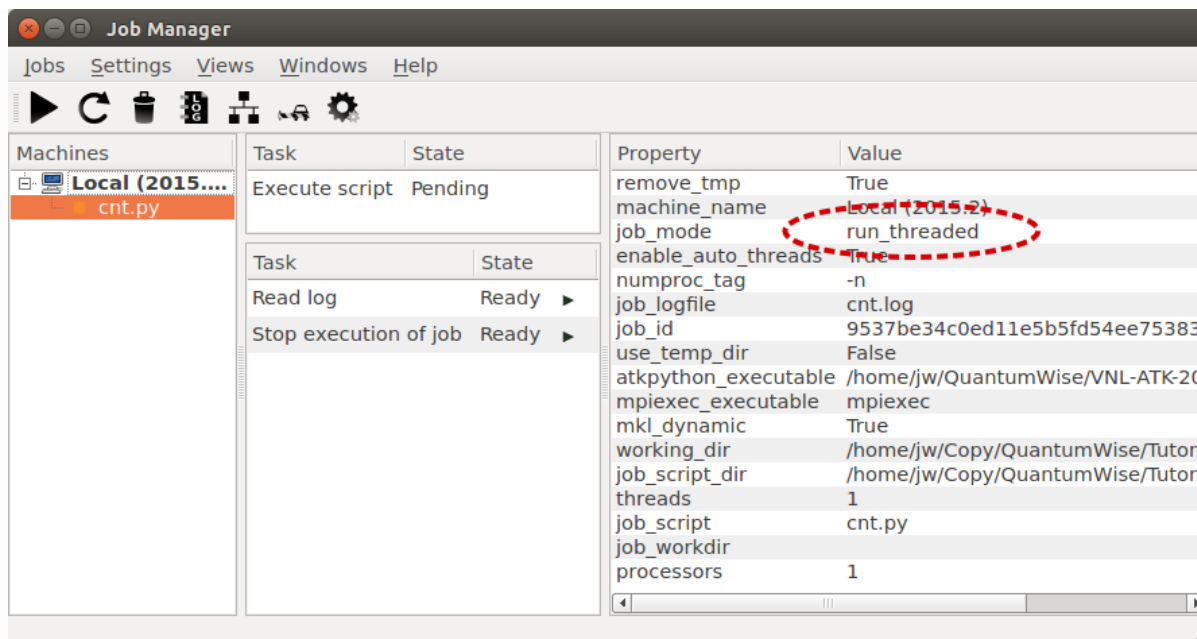 Job Manager
Jobs Settings Views Windows Help
LOG
Machines
Local (2015....
cnt.py
Task State
Execute script Pending
Task State
Read log Ready
Stop execution of job Ready
Property Value
remove_tmp True
machine_name Local (2015.2)
job_mode run_threaded
enable_auto_threads True
numproc_tag -n
job_logfile cnt.log
job_id 9537be34c0ed11e5b5fd54ee75383
use_temp_dir False
atkpython_executable /home/jw/QuantumWise/VNL-ATK-20
mpiexec_executable mpiexec
mkl_dynamic True
working_dir /home/jw/Copy/QuantumWise/Tutor
job_script_dir /home/jw/Copy/QuantumWise/Tutor
threads 1
job_script cnt.py
job_workdir
processors 1